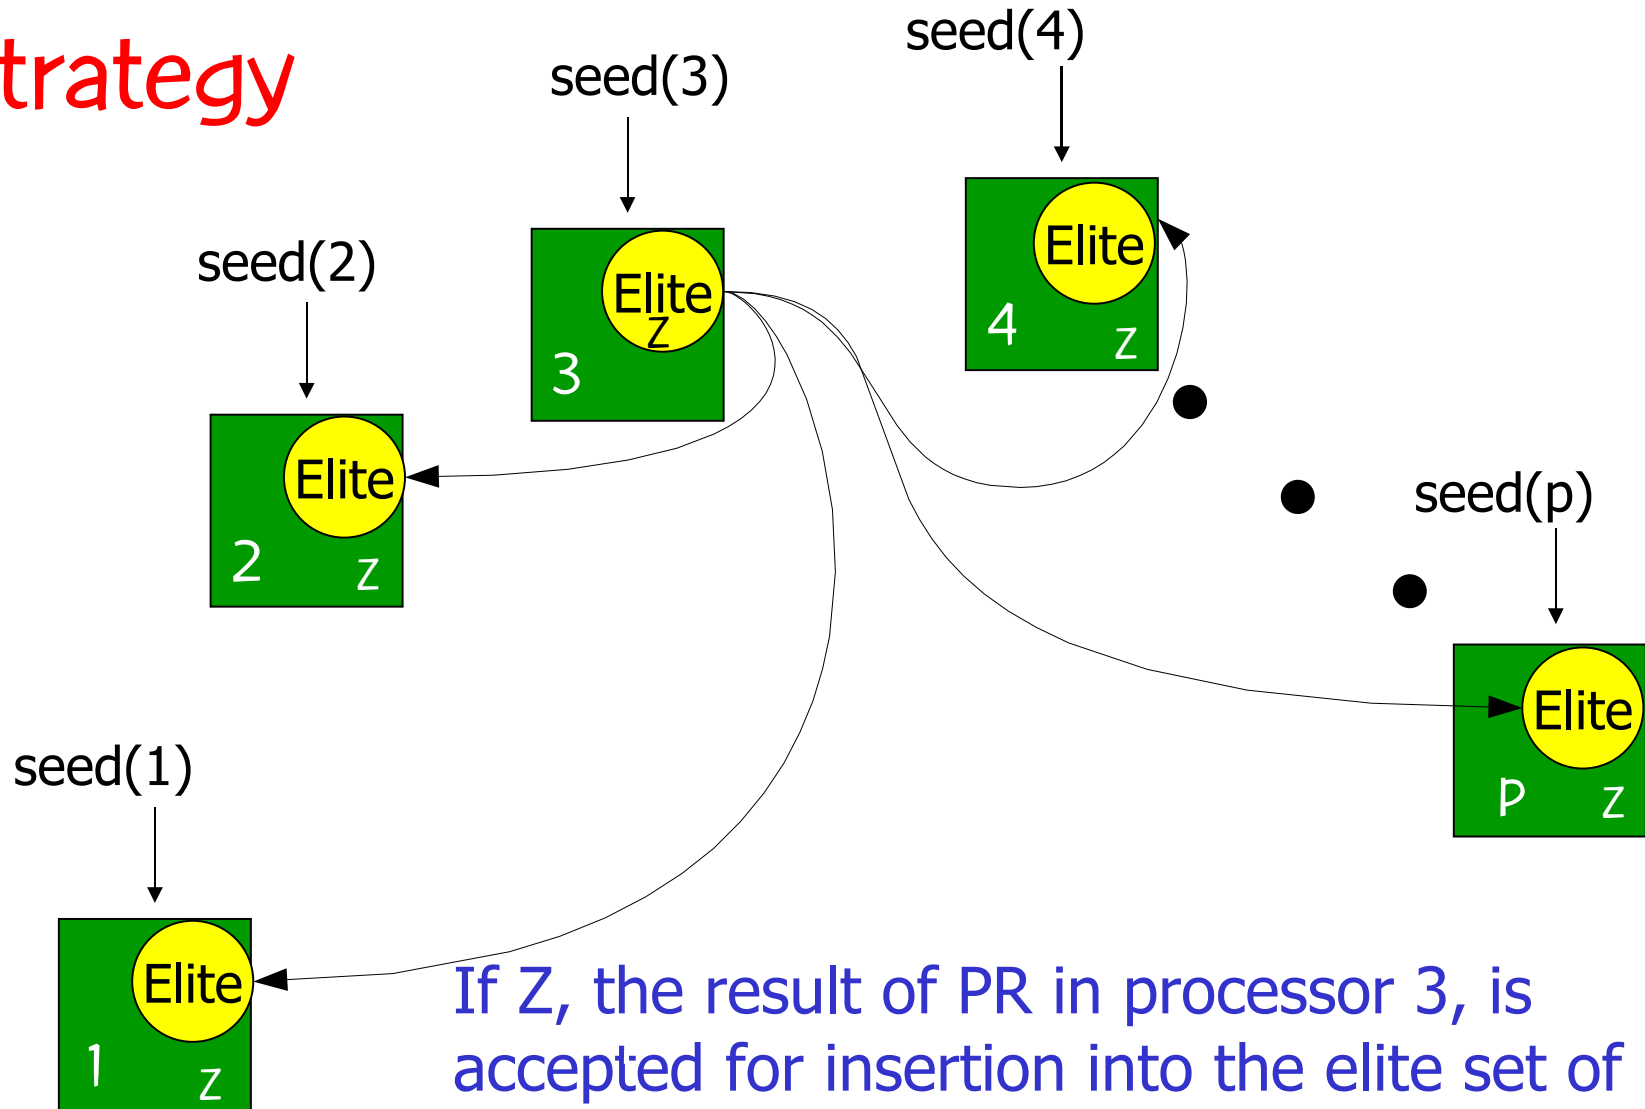 trategy
seed(4)
seed(3)
Elite
4
Z
seed(2)
Elite
Z
3
seed(p)
Elite
2
Z
Elite
p
Z
seed(1)
Elite
1
Z
If Z, the result of PR in processor 3, is
accepted for insertion into the elite set of